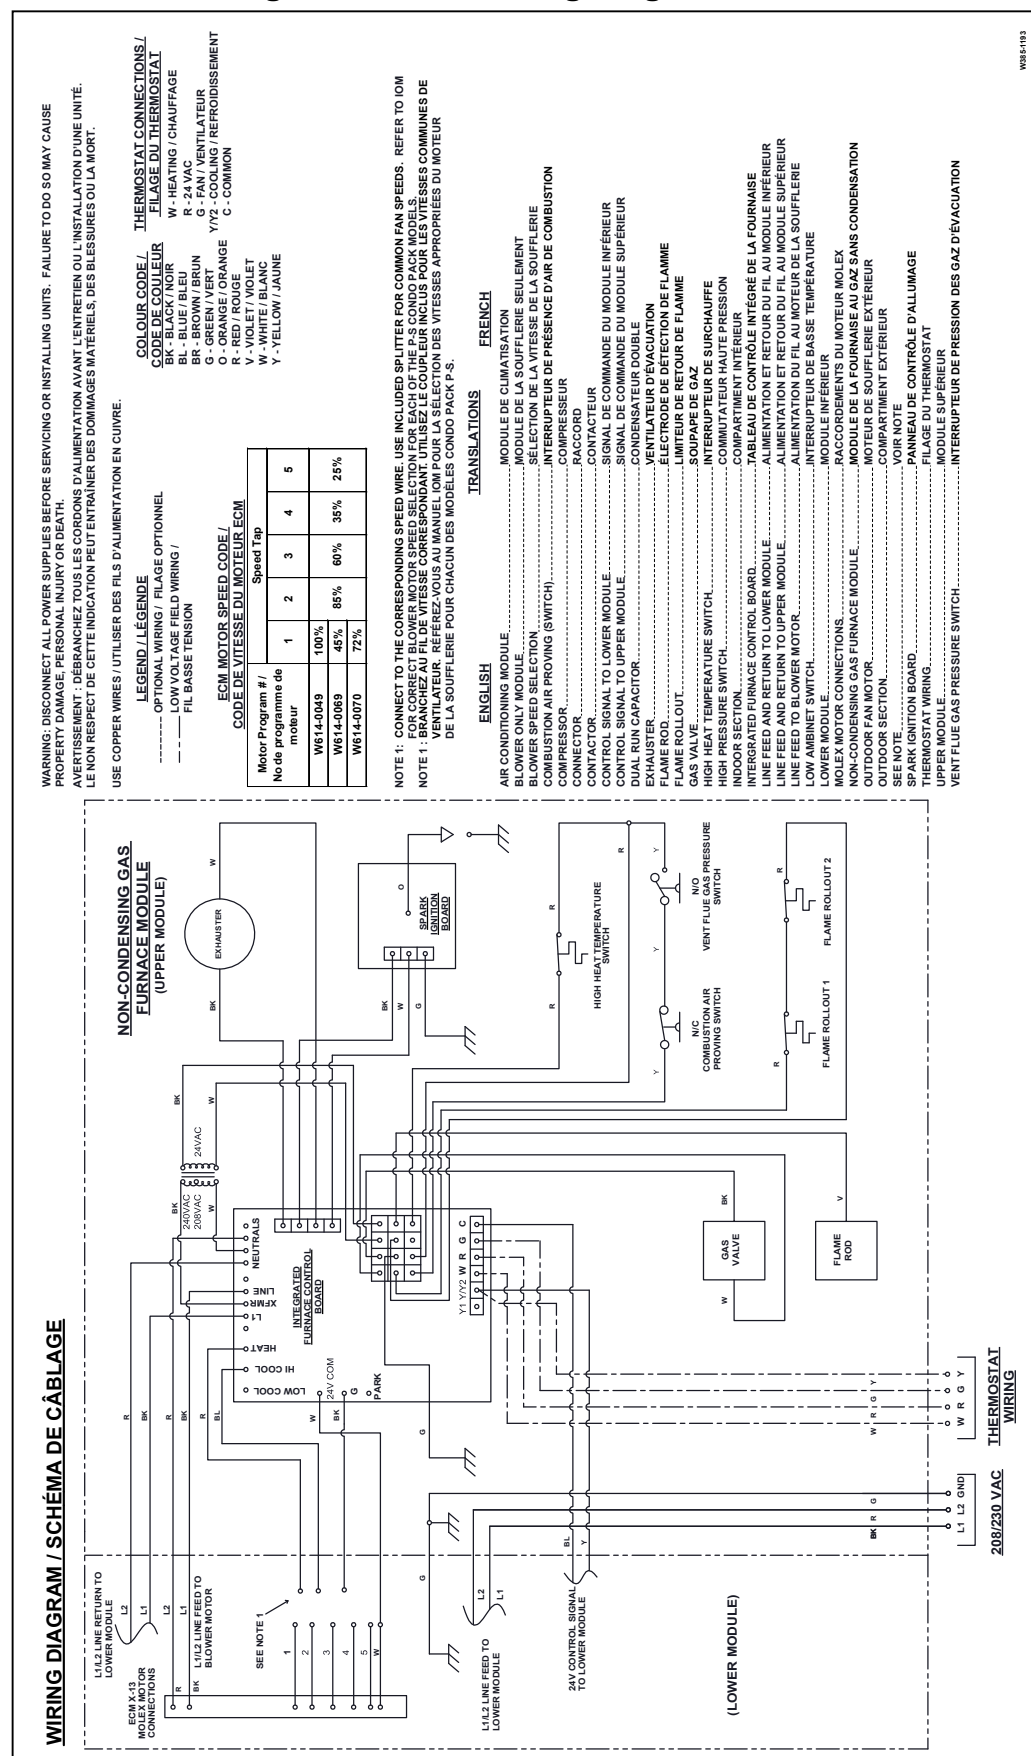 WIRING DIAGRAM / SCHÉMA DE CÂBLAGE
WARNING: DISCONNECT ALL POWER SUPPLIES BEFORE SERVICING OR INSTALLING UNITS. FAILURE TO DO SO MAY CAUSE
PROPERTY DAMAGE, PERSONAL INJURY OR DEATH.
AVERTISSEMENT : DÉBRANCHEZ TOUS LES CORDONS D'ALIMENTATION AVANT L'ENTRETIEN OU L'INSTALLATION D'UNE UNITÉ.
LE NON RESPECT DE CETTE INDICATION PEUT ENTRAÎNER DES DOMMAGES MATÉRIELS, DES BLESSURES OU LA MORT.
USE COPPER WIRES / UTILISER DES FILS D'ALIMENTATION EN CUIVRE.
LEGEND / LÉGENDE
OPTIONAL WIRING / FILAGE OPTIONNEL
LOW VOLTAGE FIELD WIRING /
FIL BASSE TENSION
COLOUR CODE /
CODE DE COULEUR
BK - BLACK / NOIR
BL - BLUE / BLEU
BR - BROWN / BRUN
G - GREEN / VERT
O - ORANGE / ORANGE
R - RED / ROUGE
V - VIOLET / VIOLET
W - WHITE / BLANC
Y - YELLOW / JAUNE
THERMOSTAT CONNECTIONS /
FILAGE DU THERMOSTAT
W - HEATING / CHAUFFAGE
R - 24 VAC
G - FAN / VENTILATEUR
Y/Y2 - COOLING / REFROIDISSEMENT
C - COMMON
ECM MOTOR SPEED CODE /
CODE DE VITESSE DU MOTEUR ECM
Motor Program # /
No de programme de
moteur
Speed Tap
1 2 3 4 5
W614-0049 100% 85% 60% 35% 25%
W614-0069 45%
W614-0070 72%
NOTE 1: CONNECT TO THE CORRESPONDING SPEED WIRE. USE INCLUDED SPLITTER FOR COMMON FAN SPEEDS. REFER TO IOM
FOR CORRECT BLOWER MOTOR SPEED SELECTION FOR EACH OF THE P-S CONDO PACK MODELS.
NOTE 1 : BRANCHEZ AU FIL DE VITESSE CORRESPONDANT. UTILISEZ LE COUPLEUR INCLUS POUR LES VITESSES COMMUNES DE
VENTILATEUR. RÉFÉREZ-VOUS AU MANUEL IOM POUR LA SÉLECTION DES VITESSES APPROPRIÉES DU MOTEUR
DE LA SOUFFLERIE POUR CHACUN DES MODÈLES CONDO PACK P-S.
TRANSLATIONS
ENGLISH FRENCH
AIR CONDITIONING MODULE MODULE DE CLIMATISATION
BLOWER ONLY MODULE MODULE DE LA SOUFFLERIE SEULEMENT
BLOWER SPEED SELECTION SÉLECTION DE LA VITESSE DE LA SOUFFLERIE
COMBUSTION AIR PROVING (SWITCH) INTERRUPTEUR DE PRÉSENCE D'AIR DE COMBUSTION
COMPRESSOR COMPRESSEUR
CONNECTOR RACCORD
CONTACTOR CONTACTEUR
CONTROL SIGNAL TO LOWER MODULE SIGNAL DE COMMANDE DU MODULE INFÉRIEUR
CONTROL SIGNAL TO UPPER MODULE SIGNAL DE COMMANDE DU MODULE SUPÉRIEUR
DUAL RUN CAPACITOR CONDENSATEUR DOUBLE
EXHAUSTER VENTILATEUR D'ÉVACUATION
FLAME ROD ÉLECTRODE DE DÉTECTION DE FLAMME
FLAME ROLLOUT LIMITEUR DE RETOUR DE FLAMME
GAS VALVE SOUPAPE DE GAZ
HIGH HEAT TEMPERATURE SWITCH INTERRUPTEUR DE SURCHAUFFE
HIGH PRESSURE SWITCH COMMUTATEUR HAUTE PRESSION
INDOOR SECTION COMPARTIMENT INTÉRIEUR
INTERGRATED FURNACE CONTROL BOARD TABLEAU DE CONTRÔLE INTÉGRÉ DE LA FOURNAISE
LINE FEED AND RETURN TO LOWER MODULE ALIMENTATION ET RETOUR DU FIL AU MODULE INFÉRIEUR
LINE FEED AND RETURN TO UPPER MODULE ALIMENTATION ET RETOUR DU FIL AU MODULE SUPÉRIEUR
LINE FEED TO BLOWER MOTOR ALIMENTATION DU FIL AU MOTEUR DE LA SOUFFLERIE
LOW AMBINET SWITCH INTERRUPTEUR DE BASSE TEMPÉRATURE
LOWER MODULE MODULE INFÉRIEUR
MOLEX MOTOR CONNECTIONS RACCORDEMENTS DU MOTEUR MOLEX
NON-CONDENSING GAS FURNACE MODULE MODULE DE LA FOURNAISE AU GAZ SANS CONDENSATION
OUTDOOR FAN MOTOR MOTEUR DE SOUFFLERIE EXTÉRIEUR
OUTDOOR SECTION COMPARTIMENT EXTÉRIEUR
SEE NOTE VOIR NOTE
SPARK IGNITION BOARD PANNEAU DE CONTRÔLE D'ALLUMAGE
THERMOSTAT WIRING FILAGE DU THERMOSTAT
UPPER MODULE MODULE SUPÉRIEUR
VENT FLUE GAS PRESSURE SWITCH INTERRUPTEUR DE PRESSION DES GAZ D'ÉVACUATION
W385-1193
NON-CONDENSING GAS
FURNACE MODULE
(UPPER MODULE)
EXHAUSTER
BK
W
SPARK
IGNITION
BOARD
O
BK
W
G
HIGH HEAT TEMPERATURE
SWITCH
R
R
R
Y
Y
Y
N/O
VENT FLUE GAS PRESSURE
SWITCH
N/C
COMBUSTION AIR
PROVING SWITCH
R
R
FLAME ROLLOUT 1
FLAME ROLLOUT 2
24VAC
240VAC
208VAC
BK
W
BK
W
NEUTRALS
LINE
XFMR
L1
HEAT
HI COOL
LOW COOL
24V COM
G
PARK
INTEGRATED
FURNACE CONTROL
BOARD
Y1 Y/Y2 W R G C
GAS
VALVE
BK
W
FLAME
ROD
V
R
BK
R
BK
R
BL
W
BK
G
L1/L2 LINE RETURN TO
LOWER MODULE
L2
L1
L2
L1
L1/L2 LINE FEED TO
BLOWER MOTOR
ECM X-13
MOLEX MOTOR
CONNECTIONS
R
BK
SEE NOTE 1
1
2
3
4
5
W
G
L1/L2 LINE FEED TO
LOWER MODULE
L2
L1
24V CONTROL SIGNAL
TO LOWER MODULE
BL
Y
(LOWER MODULE)
BK R G
L1 L2 GND
208/230 VAC
W R G Y
W R G Y
THERMOSTAT
WIRING